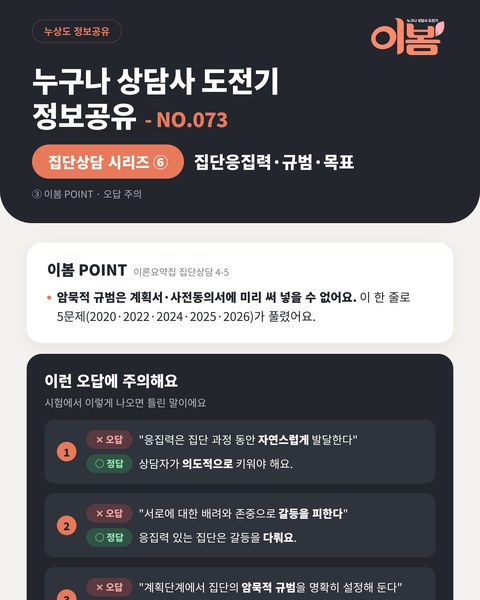 누상도 정보공유
누구나 상담사 도전기
이봄
누구나 상담사 도전기
정보공유 - NO.073
집단상담 시리즈 ⑥ 집단응집력·규범·목표
③ 이봄 POINT · 오답 주의
이봄 POINT 이론요약집 집단상담 4-5
• 암묵적 규범은 계획서·사전동의서에 미리 써 넣을 수 없어요. 이 한 줄로
5문제(2020·2022·2024·2025·2026)가 풀렸어요.
이런 오답에 주의해요
시험에서 이렇게 나오면 틀린 말이에요
1
✕ 오답 "응집력은 집단 과정 동안 자연스럽게 발달한다"
○ 정답 상담자가 의도적으로 키워야 해요.
2
✕ 오답 "서로에 대한 배려와 존중으로 갈등을 피한다"
○ 정답 응집력 있는 집단은 갈등을 다뤄요.
3
✕ 오답 "계획단계에서 집단의 암묵적 규범을 명확히 설정해 둔다"